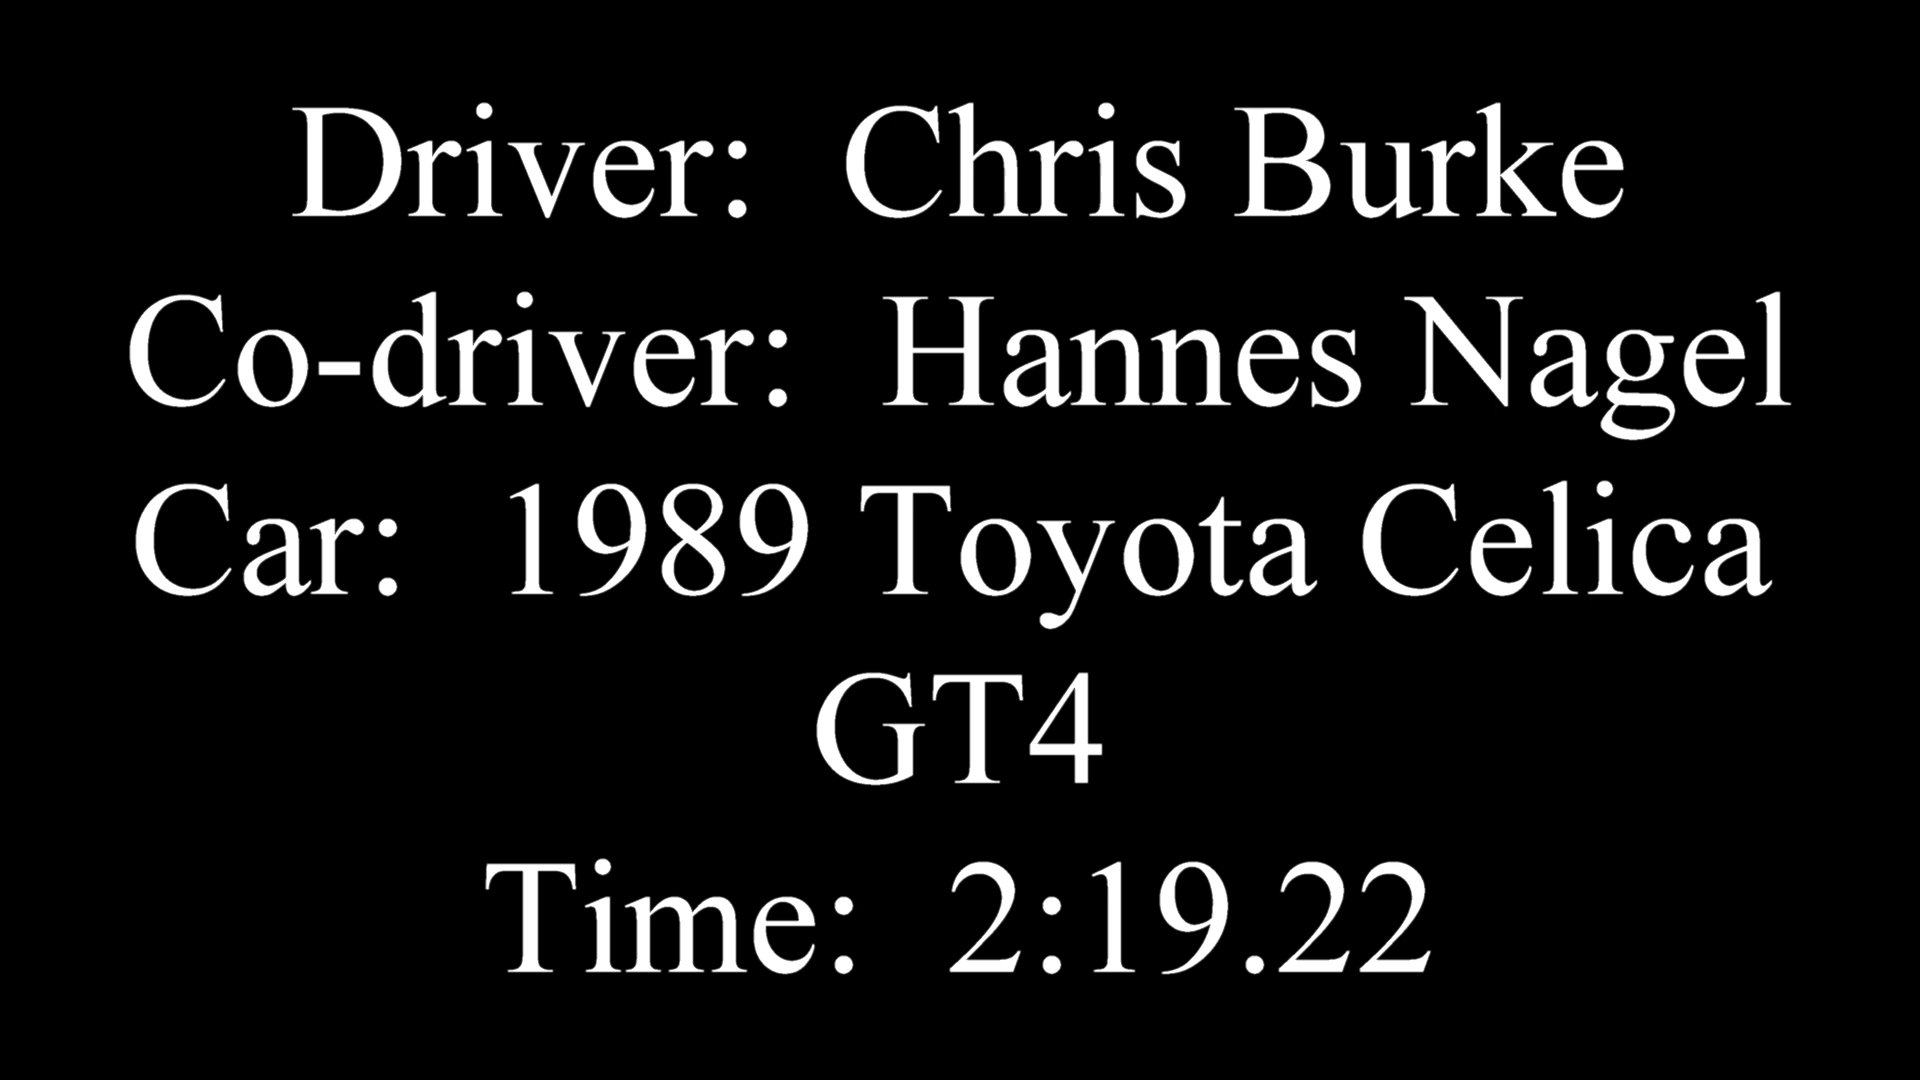 Driver:  Chris Burke
Co-driver:  Hannes Nagel
Car:  1989 Toyota Celica
GT4
Time:  2:19.22